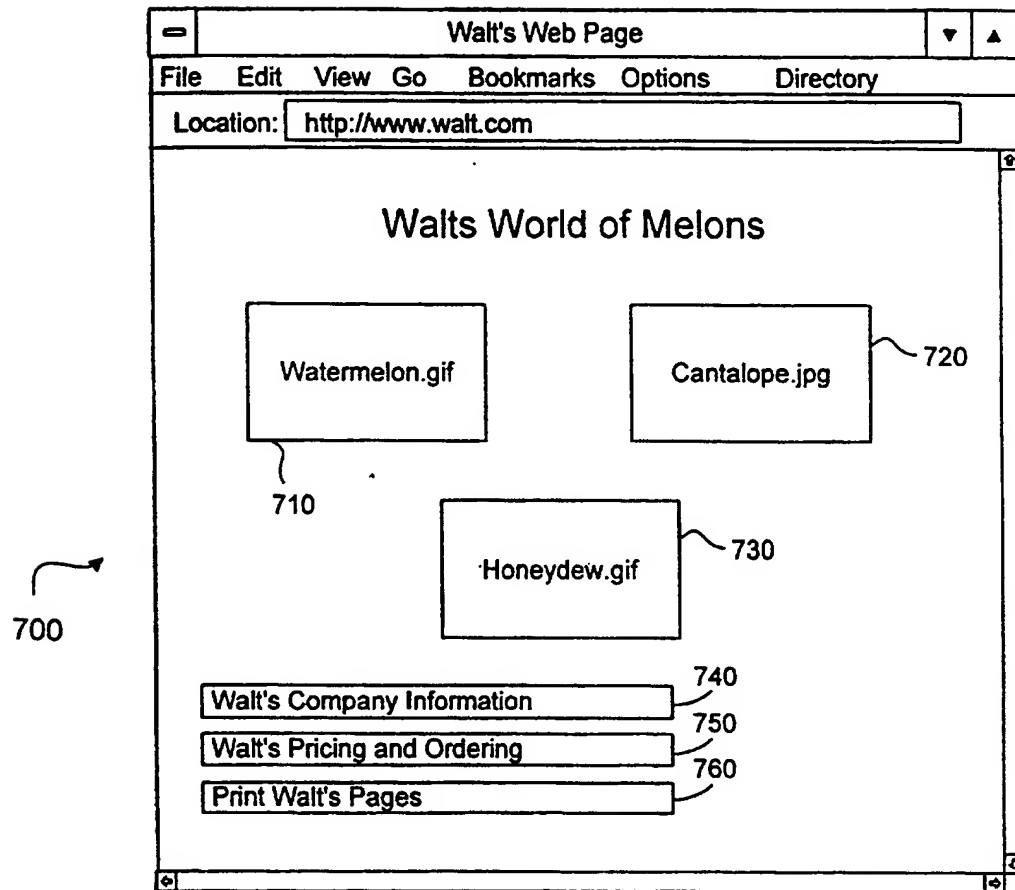 Walt's Web Page
File Edit View Go Bookmarks Options Directory
Location: http://www.walt.com
Walts World of Melons
Watermelon.gif
Cantalope.jpg
720
710
Honeydew.gif
730
700
740
Walt's Company Information
750
Walt's Pricing and Ordering
760
Print Walt's Pages